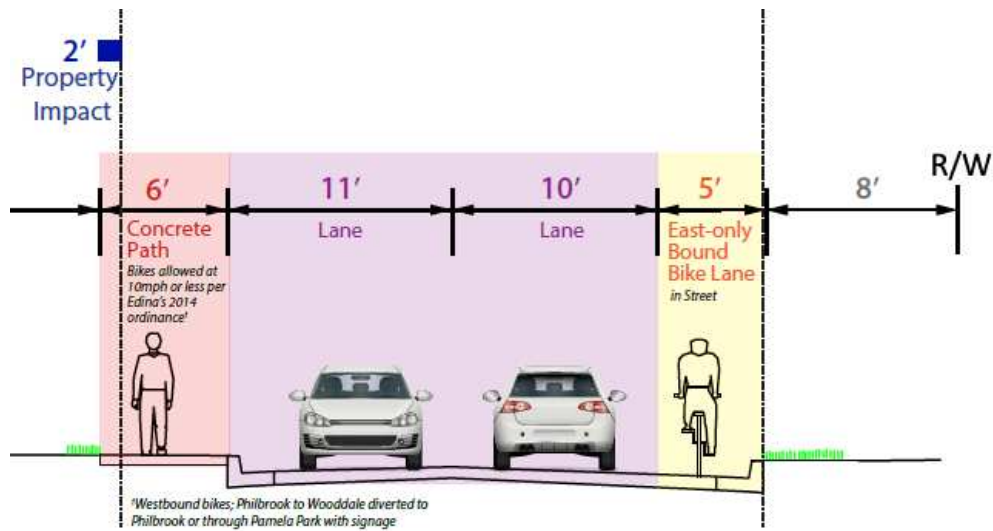 2’
Property
Impact
R/W
6’
11’
10’
5’
8’
Concrete
Path
Bikes allowed at
10mph or less per
Edina's 2014
ordinance†
Lane
Lane
East-only
Bound
Bike Lane
in Street
†Westbound bikes; Philbrook to Wooddale diverted to
Philbrook or through Pamela Park with signage